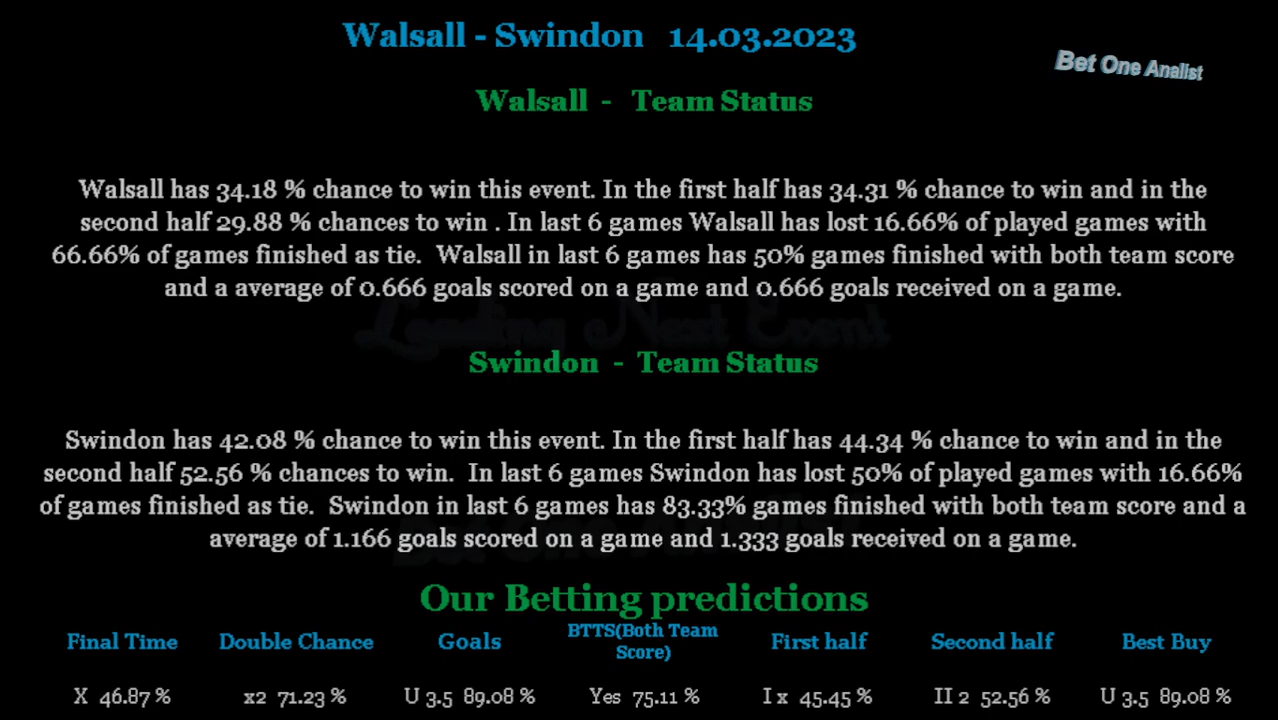 Walsall - Swindon 14.03.2023
Bet One Analist
Walsall - Team Status
Walsall has 34.18 % chance to win this event. In the first half has 34.31 % chance to win and in the
second half 29.88 % chances to win . In last 6 games Walsall has lost 16.66% of played games with
66.66% of games finished as tie. Walsall in last 6 games has 50% games finished with both team score
and a average of 0.666 goals scored on a game and 0.666 goals received on a game.
Loading Next Event
Swindon - Team Status
Swindon has 42.08 % chance to win this event. In the first half has 44.34 % chance to win and in the
second half 52.56 % chances to win. In last 6 games Swindon has lost 50% of played games with 16.66%
of games finished as tie. Swindon in last 6 games has 83.33% games finished with both team score and a
average of 1.166 goals scored on a game and 1.333 goals received on a game.
Bet One Analist
Our Betting predictions
Final Time Double Chance Goals BTTS(Both Team First half Second half Best Buy
Score)
X 46.87 % x2 71.23 % U 3.5 89.08 % Yes 75.11 % I x 45.45 % II 2 52.56 % U 3.5 89.08 %